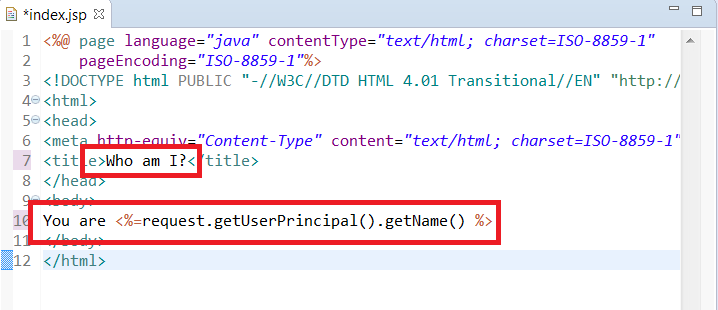 *index.jsp
1 <%@ page language="java" contentType="text/html; charset=ISO-8859-1"
2 pageEncoding="ISO-8859-1"%>
3 <!DOCTYPE html PUBLIC "-//W3C//DTD HTML 4.01 Transitional//EN" "http://
4 <html>
5 <head>
6 <meta http-equiv="Content-Type" content="text/html; charset=ISO-8859-1"
7 <title>Who am I?</title>
8 </head>
9 <body>
10 You are <%=request.getUserPrincipal().getName() %>
11 </body>
12 </html>